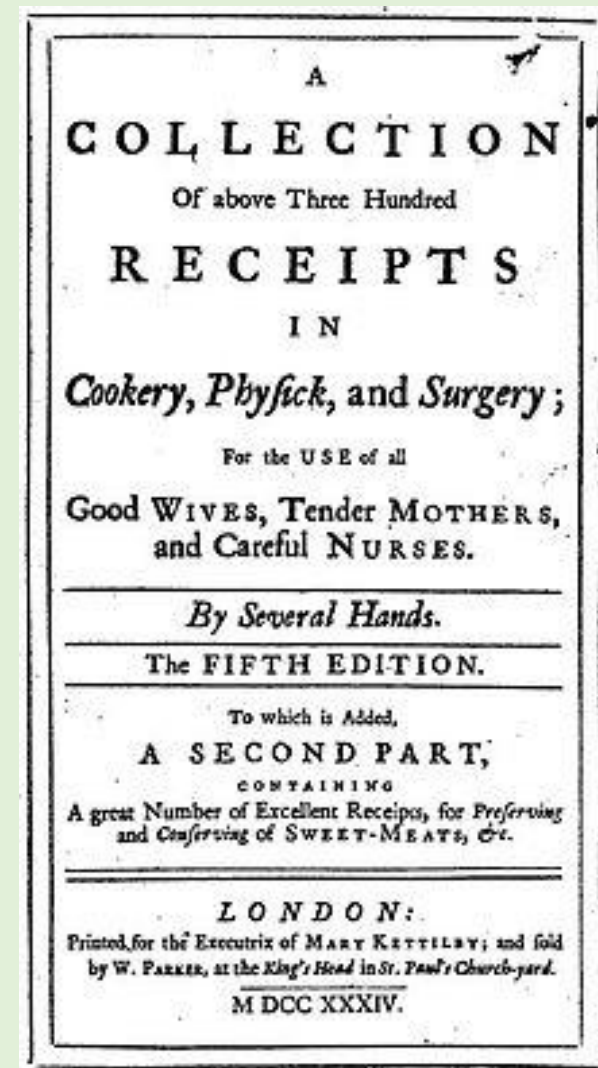 A
COLLECTION
Of above Three Hundred
RECEIPTS
IN
Cookery, Phyſick, and Surgery;
For the USE of all
Good WIVES, Tender MOTHERS,
and Careful NURSES.
By Several Hands.
The FIFTH EDITION.
To which is Added,
A SECOND PART,
CONTAINING
A great Number of Excellent Receipts, for Preſerving
and Conſerving of SWEET-MEATS, &c.
LONDON:
Printed for the Executrix of MARY KETTILBY; and ſold
by W. PARKER, at the King's Head in St. Paul's Church-yard.
M DCC XXXIV.